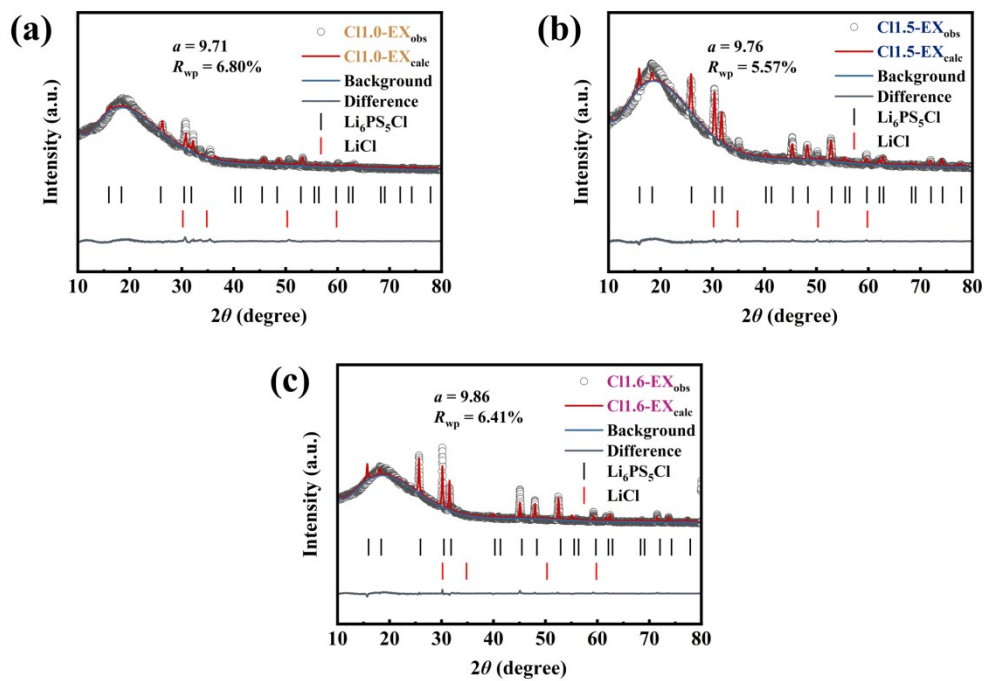 (a)
a = 9.71
Rwp = 6.80%
Cl1.0-EXobs
Cl1.0-EXcalc
Background
Difference
Li6PS5Cl
LiCl
Intensity (a.u.)
10 20 30 40 50 60 70 80
2θ (degree)
(b)
a = 9.76
Rwp = 5.57%
Cl1.5-EXobs
Cl1.5-EXcalc
Background
Difference
Li6PS5Cl
LiCl
Intensity (a.u.)
10 20 30 40 50 60 70 80
2θ (degree)
(c)
a = 9.86
Rwp = 6.41%
Cl1.6-EXobs
Cl1.6-EXcalc
Background
Difference
Li6PS5Cl
LiCl
Intensity (a.u.)
10 20 30 40 50 60 70 80
2θ (degree)